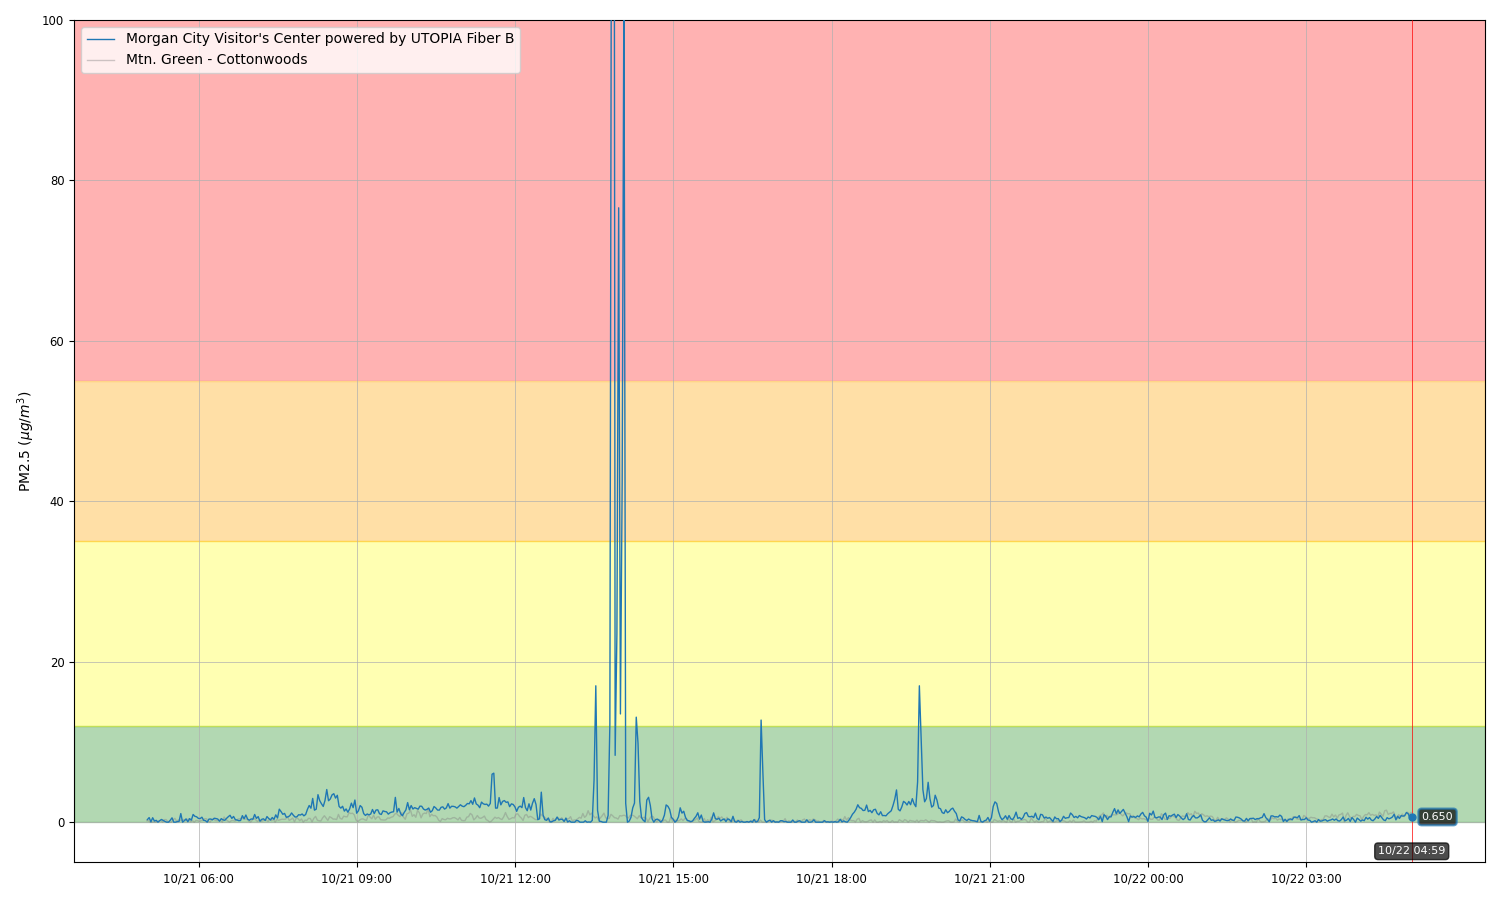 100
Morgan City Visitor's Center powered by UTOPIA Fiber B
Mtn. Green - Cottonwoods
80
60
PM2.5 (μg/m³)
40
20
0
0.650
10/22 04:59
10/21 06:00 10/21 09:00 10/21 12:00 10/21 15:00 10/21 18:00 10/21 21:00 10/22 00:00 10/22 03:00